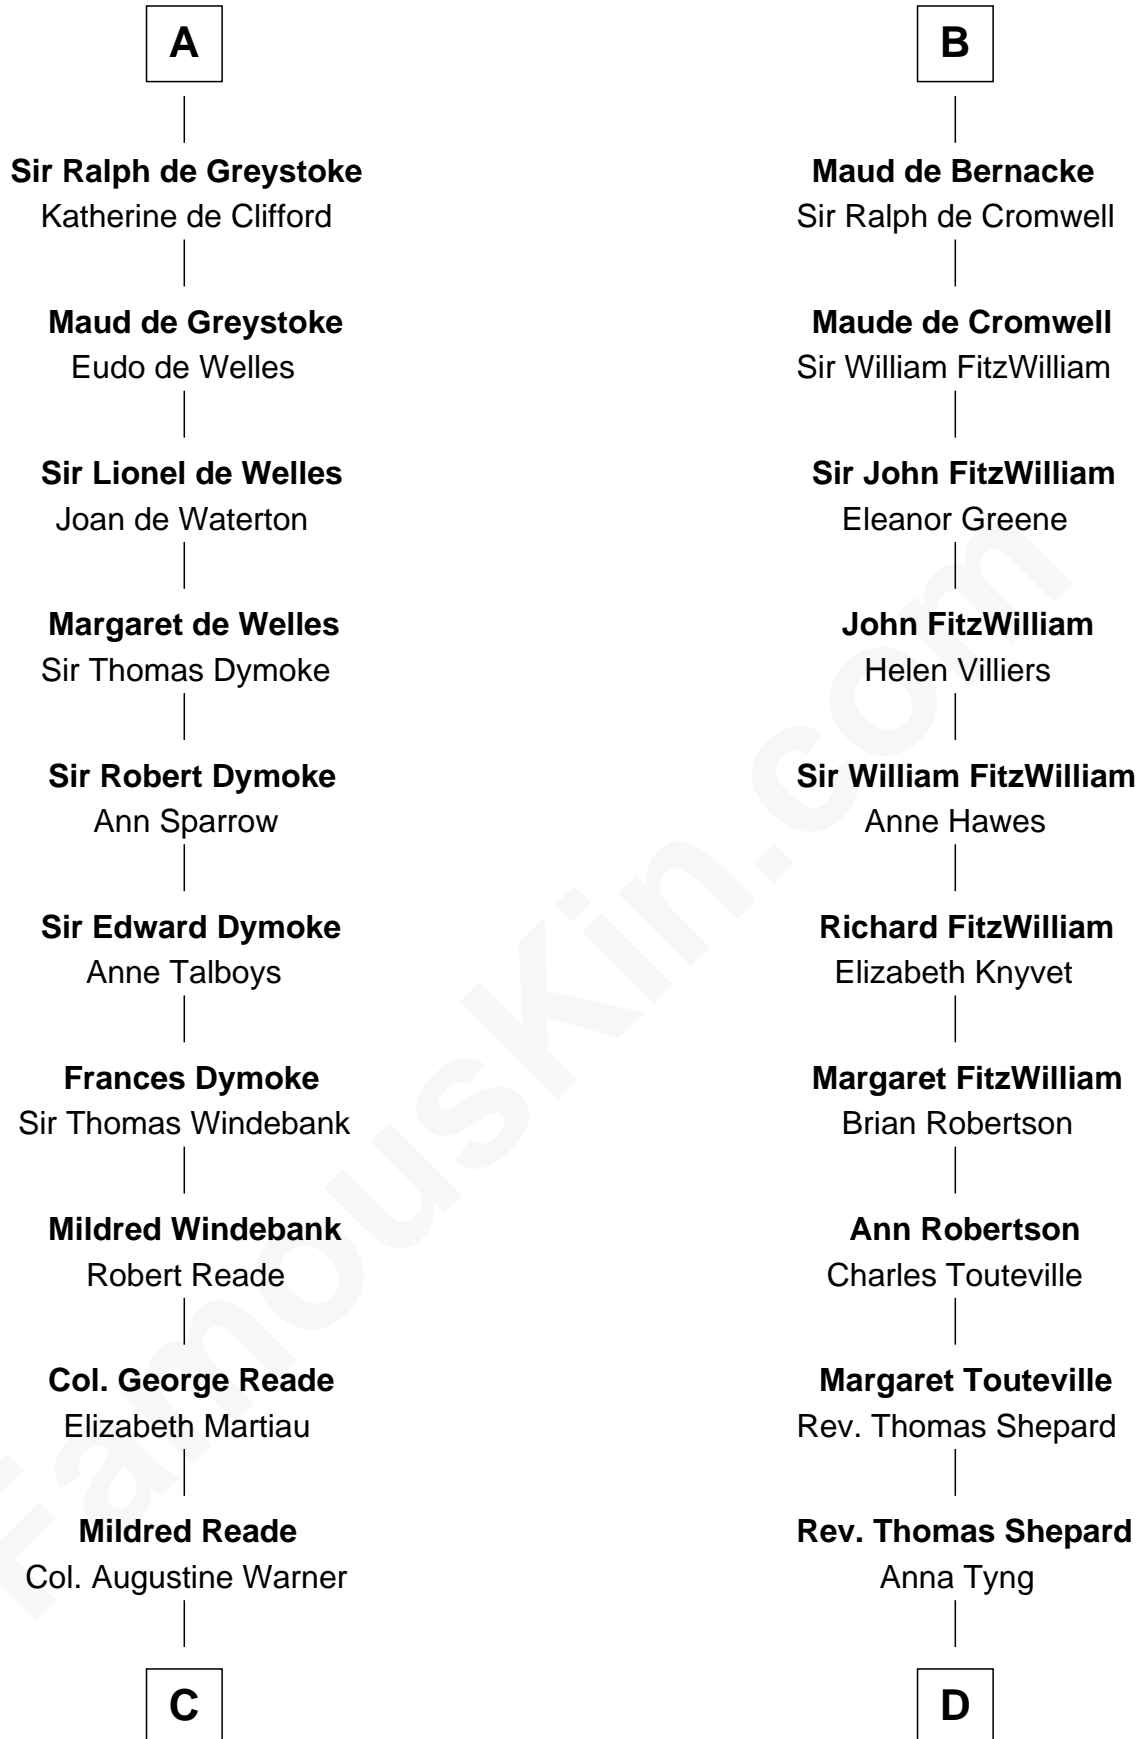 A
Sir Ralph de Greystoke
Katherine de Clifford
Maud de Greystoke
Eudo de Welles
Sir Lionel de Welles
Joan de Waterton
Margaret de Welles
Sir Thomas Dymoke
Sir Robert Dymoke
Ann Sparrow
Sir Edward Dymoke
Anne Talboys
Frances Dymoke
Sir Thomas Windebank
Mildred Windebank
Robert Reade
Col. George Reade
Elizabeth Martiau
Mildred Reade
Col. Augustine Warner
C
B
Maud de Bernacke
Sir Ralph de Cromwell
Maude de Cromwell
Sir William FitzWilliam
Sir John FitzWilliam
Eleanor Greene
John FitzWilliam
Helen Villiers
Sir William FitzWilliam
Anne Hawes
Richard FitzWilliam
Elizabeth Knyvet
Margaret FitzWilliam
Brian Robertson
Ann Robertson
Charles Touteville
Margaret Touteville
Rev. Thomas Shepard
Rev. Thomas Shepard
Anna Tyng
D
FamousKin.com